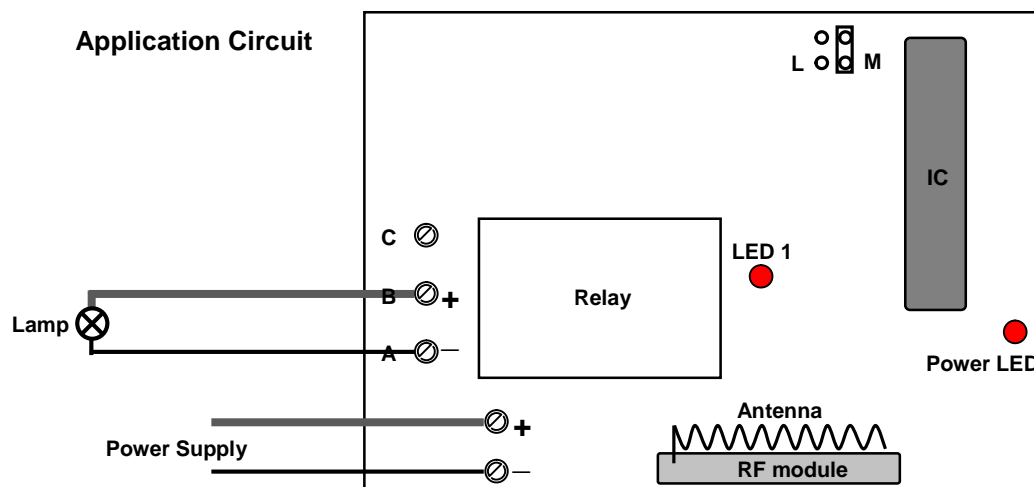 Application Circuit
L
M
IC
C
LED 1
B
+
Relay
Lamp
A
—
Power LED
Antenna
+
Power Supply
—
RF module